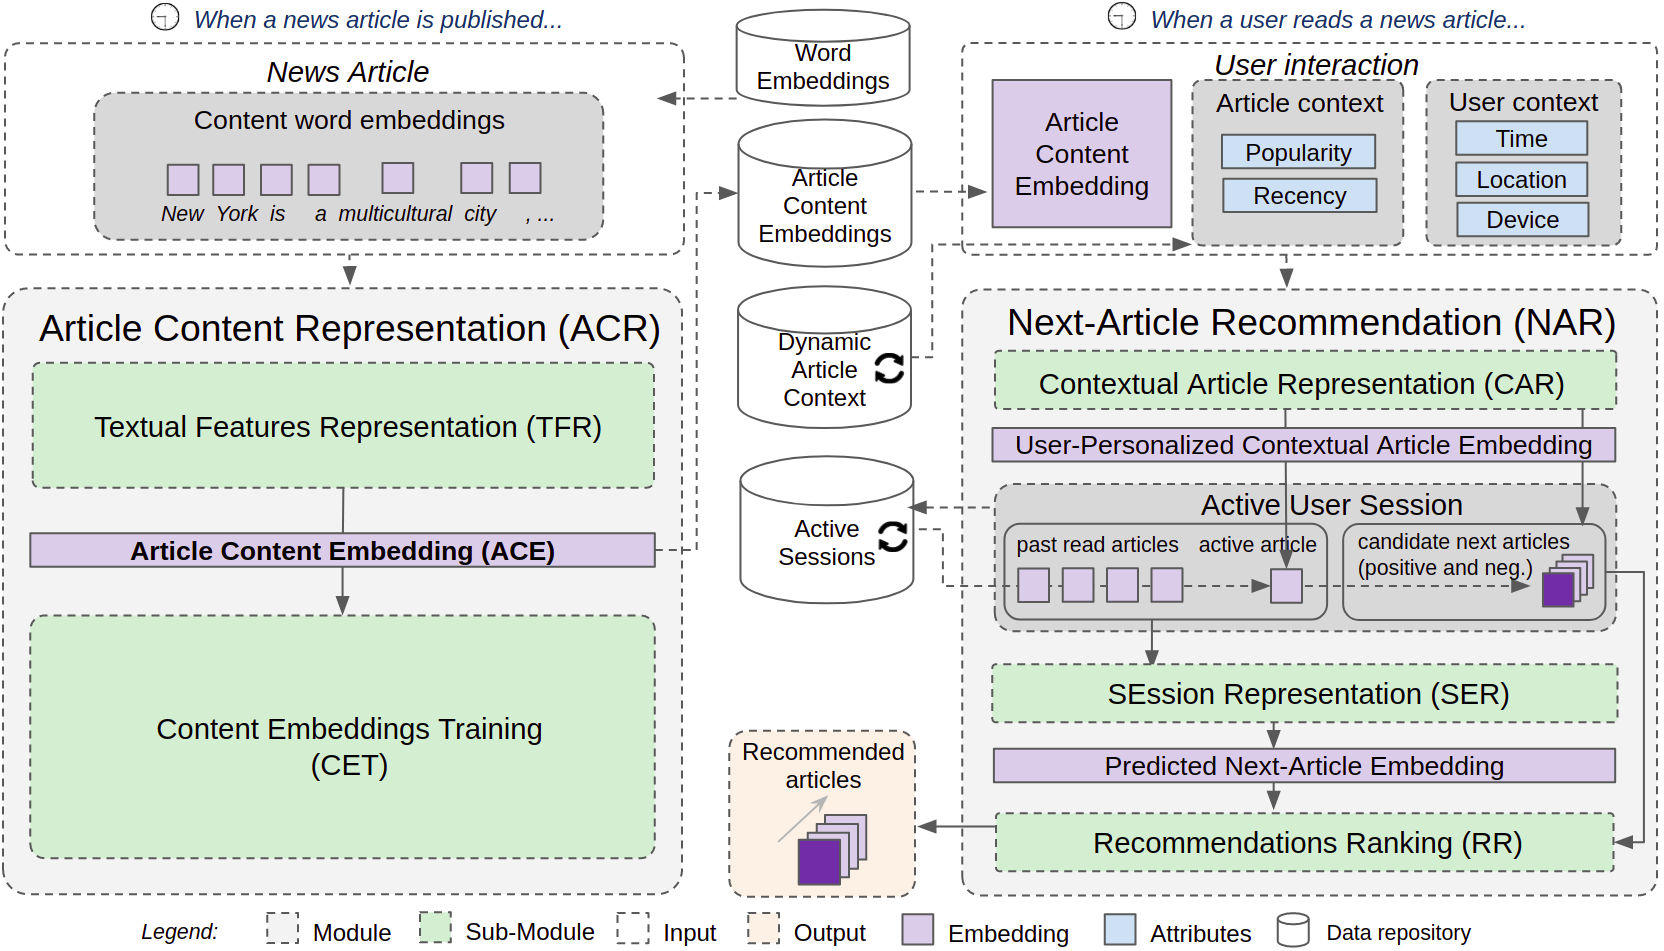 When a news article is published...
News Article
Content word embeddings
New York is a multicultural city , ...
Article Content Representation (ACR)
Textual Features Representation (TFR)
Article Content Embedding (ACE)
Content Embeddings Training
(CET)
Word
Embeddings
Article
Content
Embeddings
Dynamic
Article
Context
Active
Sessions
Recommended
articles
When a user reads a news article...
User interaction
Article
Content
Embedding
Article context
Popularity
Recency
User context
Time
Location
Device
Next-Article Recommendation (NAR)
Contextual Article Representation (CAR)
User-Personalized Contextual Article Embedding
Active User Session
past read articles
active article
candidate next articles
(positive and neg.)
SEssion Representation (SER)
Predicted Next-Article Embedding
Recommendations Ranking (RR)
Legend: Module Sub-Module Input Output Embedding Attributes Data repository